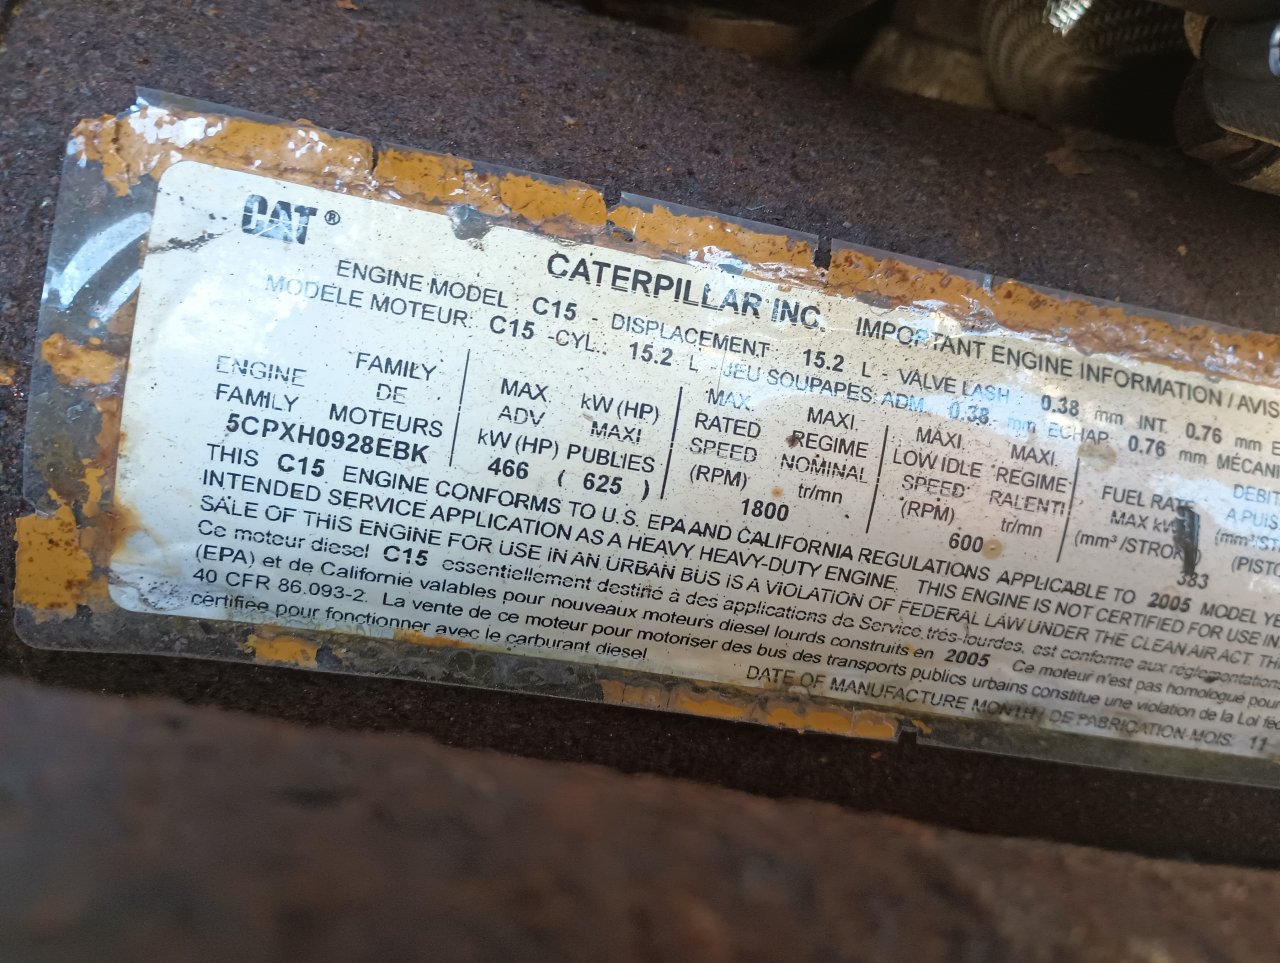 CAT®
CATERPILLAR INC. IMPORTANT ENGINE INFORMATION / AVIS
ENGINE MODEL C15 - DISPLACEMENT: 15.2 L - VALVE LASH: 0.38 mm INT. 0.76 mm E
MODÈLE MOTEUR: C15 -CYL.: 15.2 L - JEU SOUPAPES: ADM. 0.38 mm ECHAP: 0.76 mm MÉCANI
ENGINE FAMILY
FAMILY DE
FAMILY MOTEURS
5CPXH0928EBK
MAX kW (HP)
ADV MAXI
kW (HP) PUBLIES
466 ( 625 )
MAX. MAXI.
RATED REGIME
SPEED NOMINAL
(RPM) tr/mn
1800
MAXI. MAXI.
LOW IDLE REGIME
SPEED RALENTI
(RPM) tr/mn
600
FUEL RATE DEBIT
MAX kW A PUIS
(mm³/STROK (mm³/ST
(PISTO
383
THIS C15 ENGINE CONFORMS TO U.S. EPA AND CALIFORNIA REGULATIONS APPLICABLE TO 2005 MODEL YE
INTENDED SERVICE APPLICATION AS A HEAVY HEAVY-DUTY ENGINE. THIS ENGINE IS NOT CERTIFIED FOR USE IN
SALE OF THIS ENGINE FOR USE IN AN URBAN BUS IS A VIOLATION OF FEDERAL LAW UNDER THE CLEAN AIR ACT. TH
Ce moteur diesel C15 essentiellement destifié à des applications de Service très-lourdes, est conforme aux réglementation
(EPA) et de Californie valables pour nouveaux moteurs diesel lourds construits en 2005 Ce moteur n'est pas homologué pour
40 CFR 86.093-2. La vente de ce moteur pour motoriser des bus des transports publics urbains constitue une violation de la Loi féd
certifiée pour fonctionner avec le carburant diesel
DATE OF MANUFACTURE MONTH / DE FABRICATION-MOIS: 11